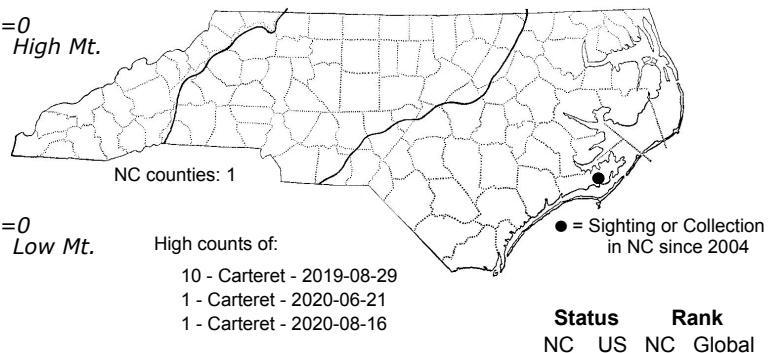 =0
High Mt.
NC counties: 1
=0
Low Mt.
High counts of:
10 - Carteret - 2019-08-29
1 - Carteret - 2020-06-21
1 - Carteret - 2020-08-16
● = Sighting or Collection
in NC since 2004
Status Rank
NC US NC Global